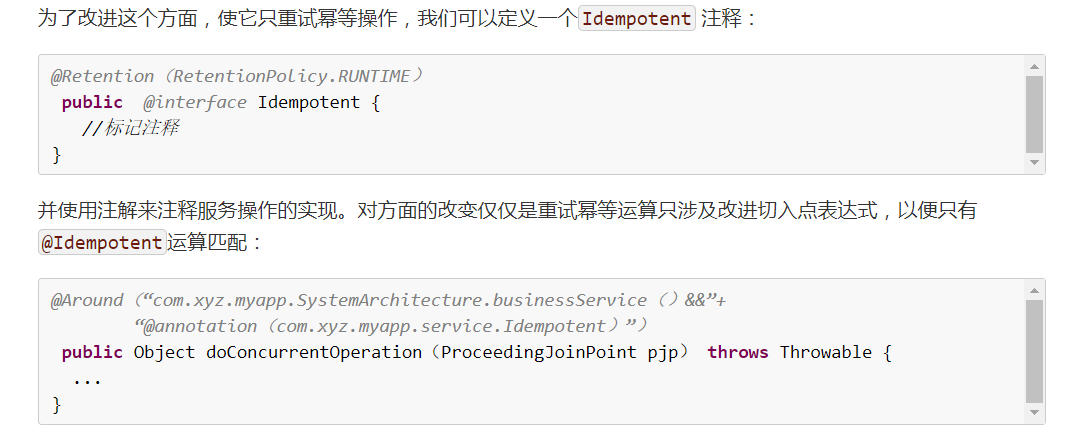 为了改进这个方面，使它只重试幂等操作，我们可以定义一个Idempotent 注释：
@Retention（RetentionPolicy.RUNTIME）
public  @interface Idempotent {
//标记注释
}
并使用注解来注释服务操作的实现。对方面的改变仅仅是重试幂等运算只涉及改进切入点表达式，以便只有
@Idempotent运算匹配：
@Around（“com.xyz.myapp.SystemArchitecture.businessService（）&&”+
“@annotation（com.xyz.myapp.service.Idempotent）”）
public Object doConcurrentOperation（ProceedingJoinPoint pjp） throws Throwable {
...
}